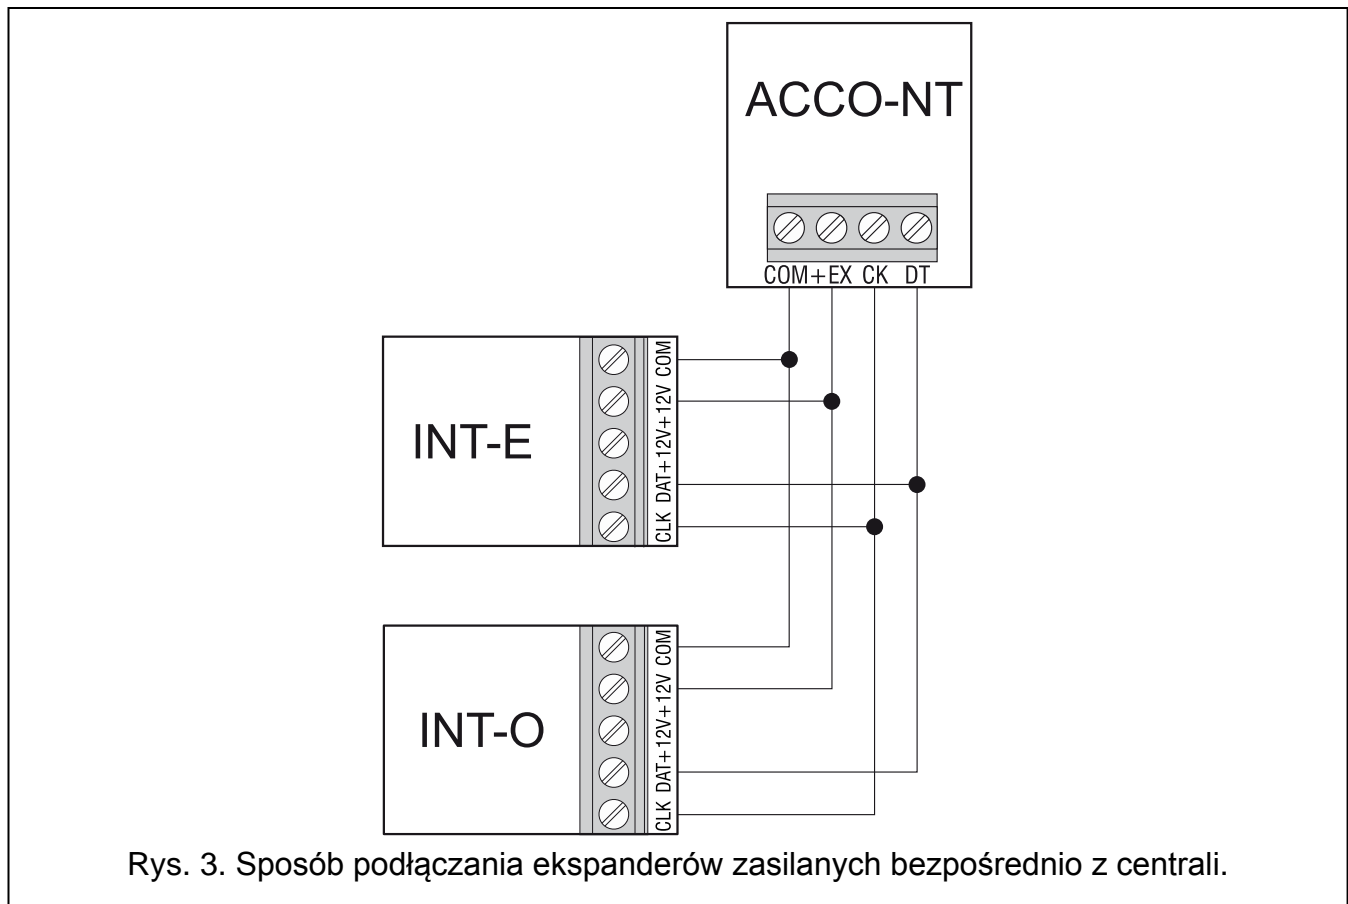 ACCO-NT
COM +EX CK DT
INT-E
COM
+12V
+12V
DAT
CLK
INT-O
COM
+12V
+12V
DAT
CLK
Rys. 3. Sposób podłączania ekspanderów zasilanych bezpośrednio z centrali.